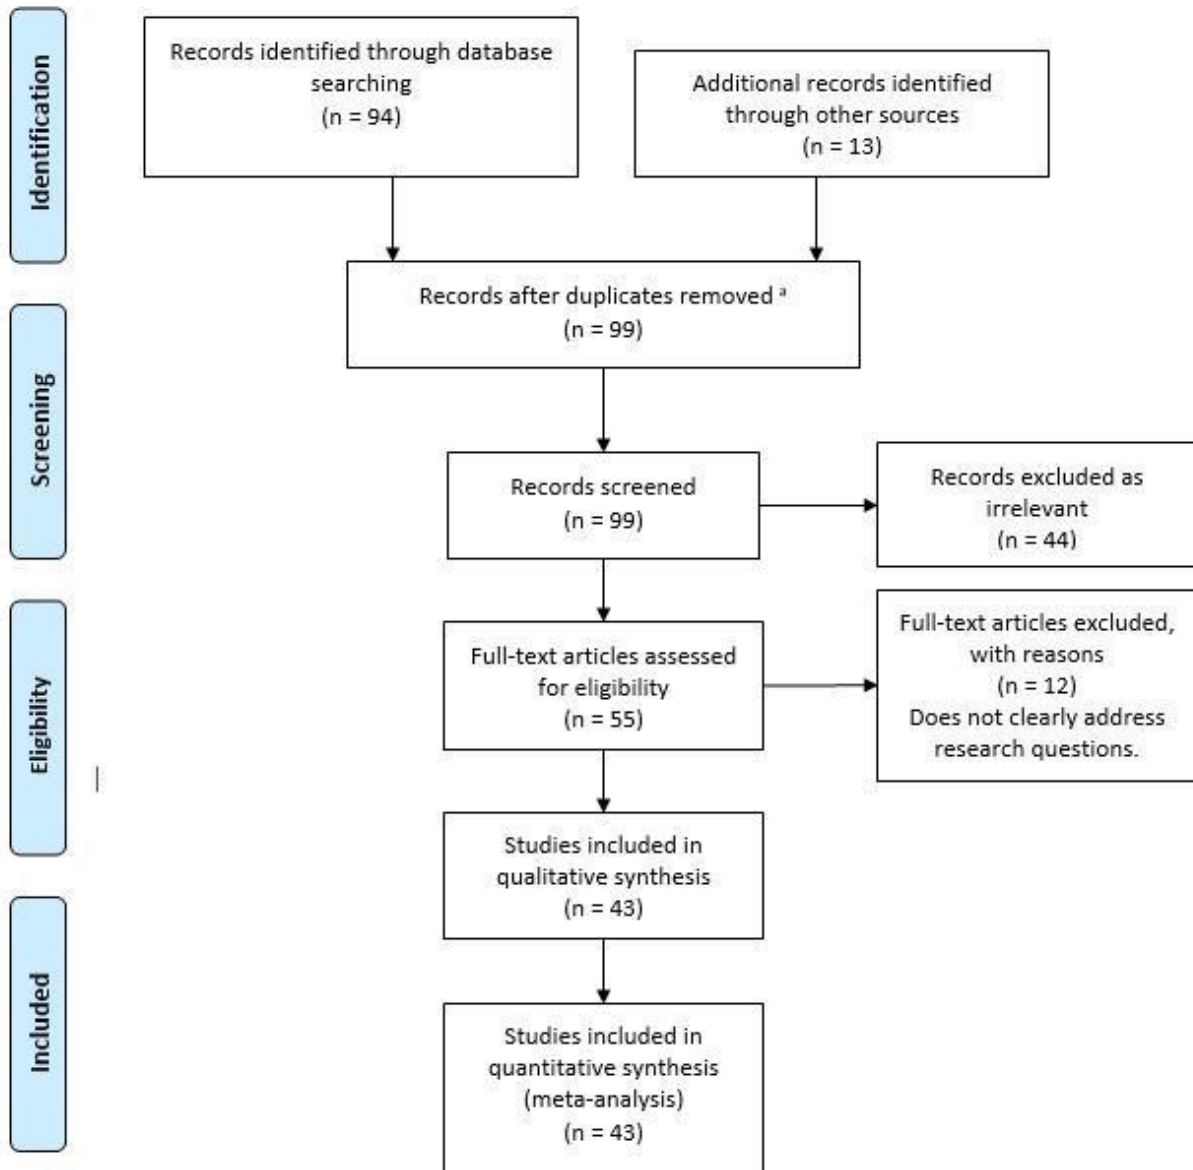 Identification
Records identified through database
searching
(n = 94)
Additional records identified
through other sources
(n = 13)
Records after duplicates removed ᵃ
(n = 99)
Screening
Records screened
(n = 99)
Records excluded as
irrelevant
(n = 44)
Eligibility
Full-text articles assessed
for eligibility
(n = 55)
Full-text articles excluded,
with reasons
(n = 12)
Does not clearly address
research questions.
Studies included in
qualitative synthesis
(n = 43)
Included
Studies included in
quantitative synthesis
(meta-analysis)
(n = 43)